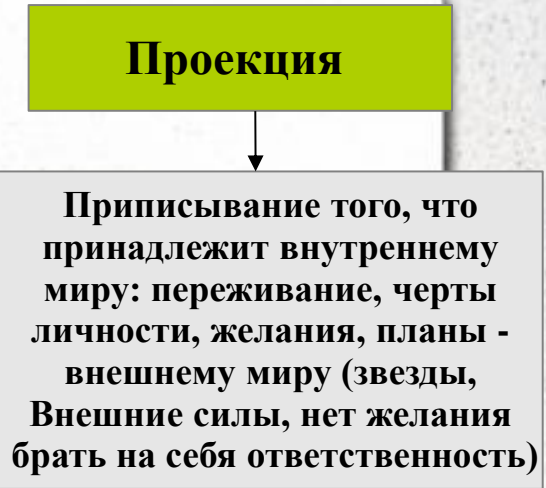 Проекция
Приписывание того, что
принадлежит внутреннему
миру: переживание, черты
личности, желания, планы -
внешнему миру (звезды,
Внешние силы, нет желания
брать на себя ответственность)